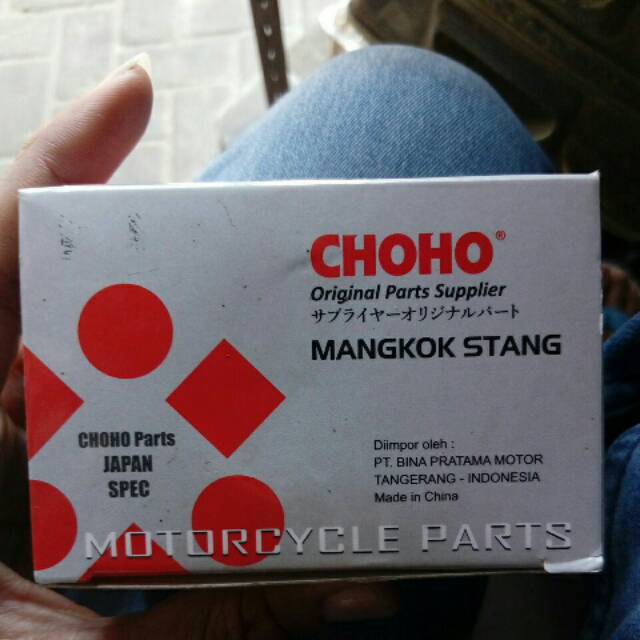 CHOHO®
Original Parts Supplier
サブライヤーオリジナルパート
MANGKOK STANG
CHOHO Parts
JAPAN
SPEC
Diimpor oleh :
PT. BINA PRATAMA MOTOR
TANGERANG - INDONESIA
Made in China
MOTORCYCLE PARTS